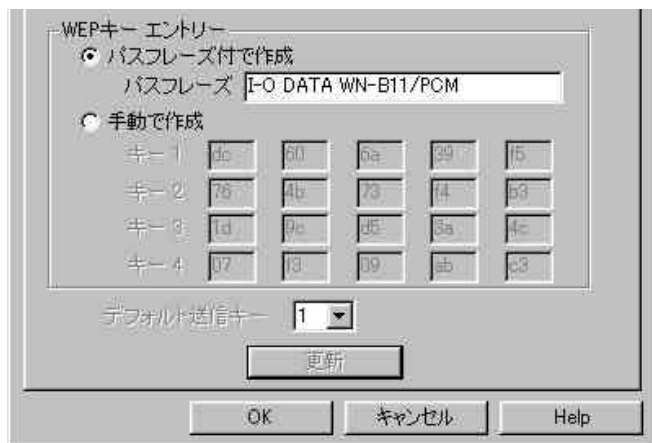 WEPキー エントリー
パスフレーズ付で作成
パスフレーズ I-O DATA WN-B11/PCM
手動で作成
キー 1 dc 60 6a 39 f5
キー 2 76 4b 73 f4 b3
キー 3 1d 9c d5 3a 4c
キー 4 07 f3 09 ab c3
デフォルト送信キー 1
更新
OK キャンセル Help